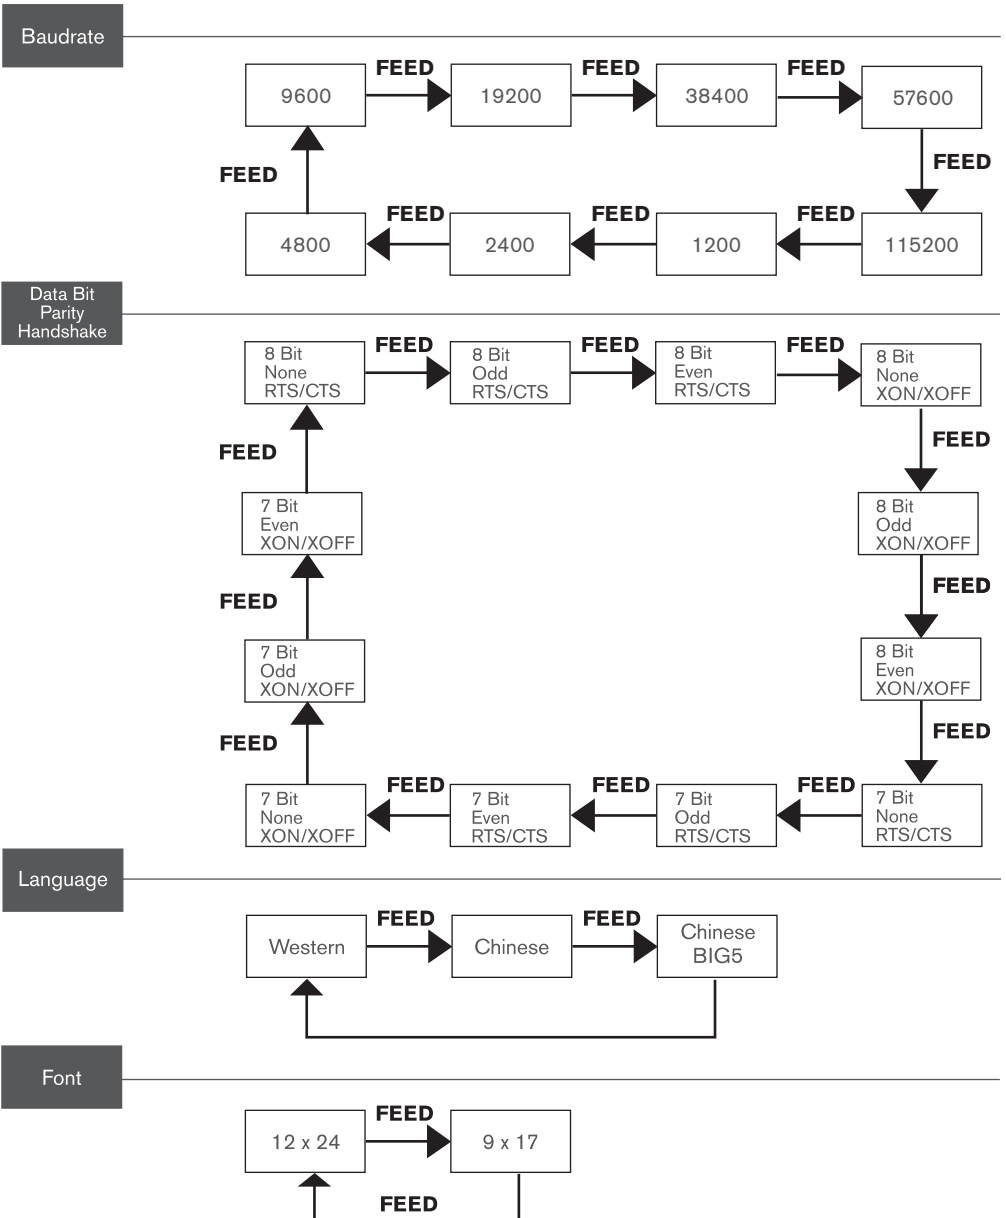 Baudrate
FEED FEED FEED
9600 19200 38400 57600
FEED FEED
FEED FEED FEED
4800 2400 1200 115200
Data Bit
Parity
Handshake
FEED FEED FEED
8 Bit
None
RTS/CTS
8 Bit
Odd
RTS/CTS
8 Bit
Even
RTS/CTS
8 Bit
None
XON/XOFF
FEED FEED
7 Bit
Even
XON/XOFF
8 Bit
Odd
XON/XOFF
FEED FEED
7 Bit
Odd
XON/XOFF
8 Bit
Even
XON/XOFF
FEED FEED
FEED FEED FEED
7 Bit
None
XON/XOFF
7 Bit
Even
RTS/CTS
7 Bit
Odd
RTS/CTS
7 Bit
None
RTS/CTS
Language
FEED FEED
Western Chinese
Chinese
BIG5
Font
FEED
12 x 24 9 x 17
FEED